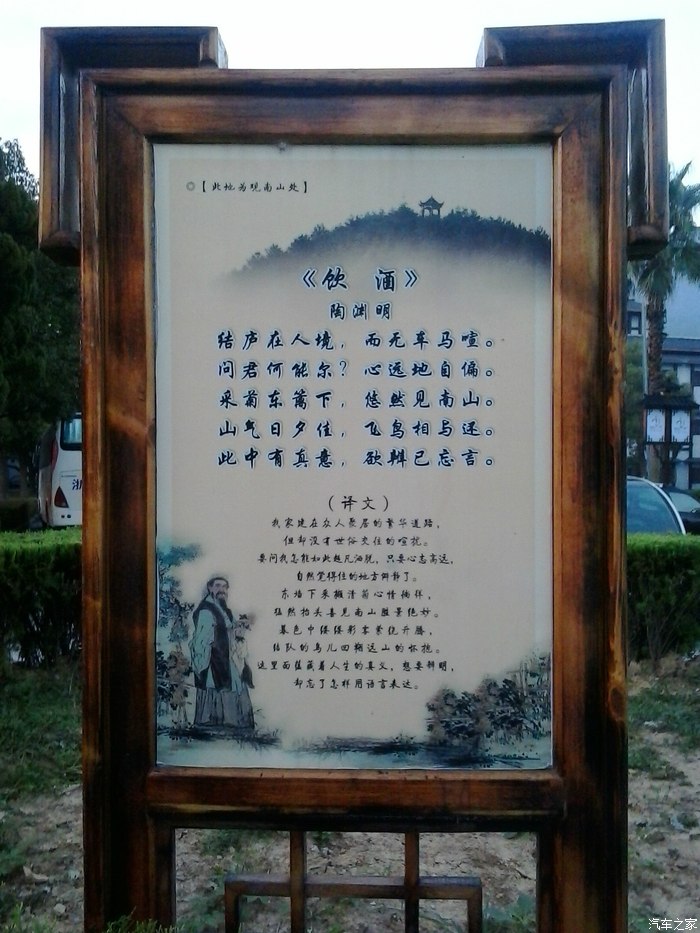 ◎【此地为观南山处】
《饮 酒》
陶渊明
结庐在人境，而无车马喧。
问君何能尔？心远地自偏。
采菊东篱下，悠然见南山。
山气日夕佳，飞鸟相与还。
此中有真意，欲辨已忘言。
（译文）
我家建在众人聚居的繁华道路，
但却没有世俗交往的喧扰。
要问我怎能如此超凡洒脱，只要心志高远，
自然觉得住的地方僻静了。
东墙下采撷清菊心情徜徉，
猛然抬头喜见南山胜景绝妙。
暮色中缕缕彩雾萦绕升腾，
结队的鸟儿回翔远山的怀抱。
这里面蕴藏着人生的真义，想要辨明，
却忘了怎样用语言表达。
浙
汽车之家